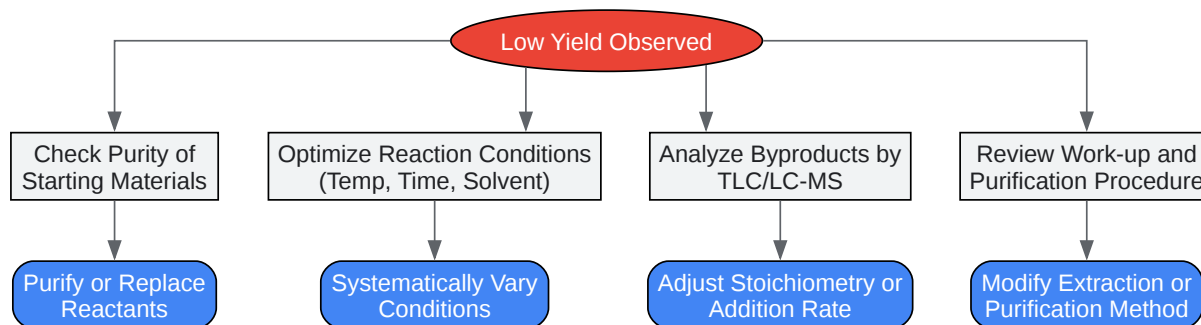 Low Yield Observed
Check Purity of
Starting Materials
Optimize Reaction Conditions
(Temp, Time, Solvent)
Analyze Byproducts by
TLC/LC-MS
Review Work-up and
Purification Procedure
Purify or Replace
Reactants
Systematically Vary
Conditions
Adjust Stoichiometry or
Addition Rate
Modify Extraction or
Purification Method